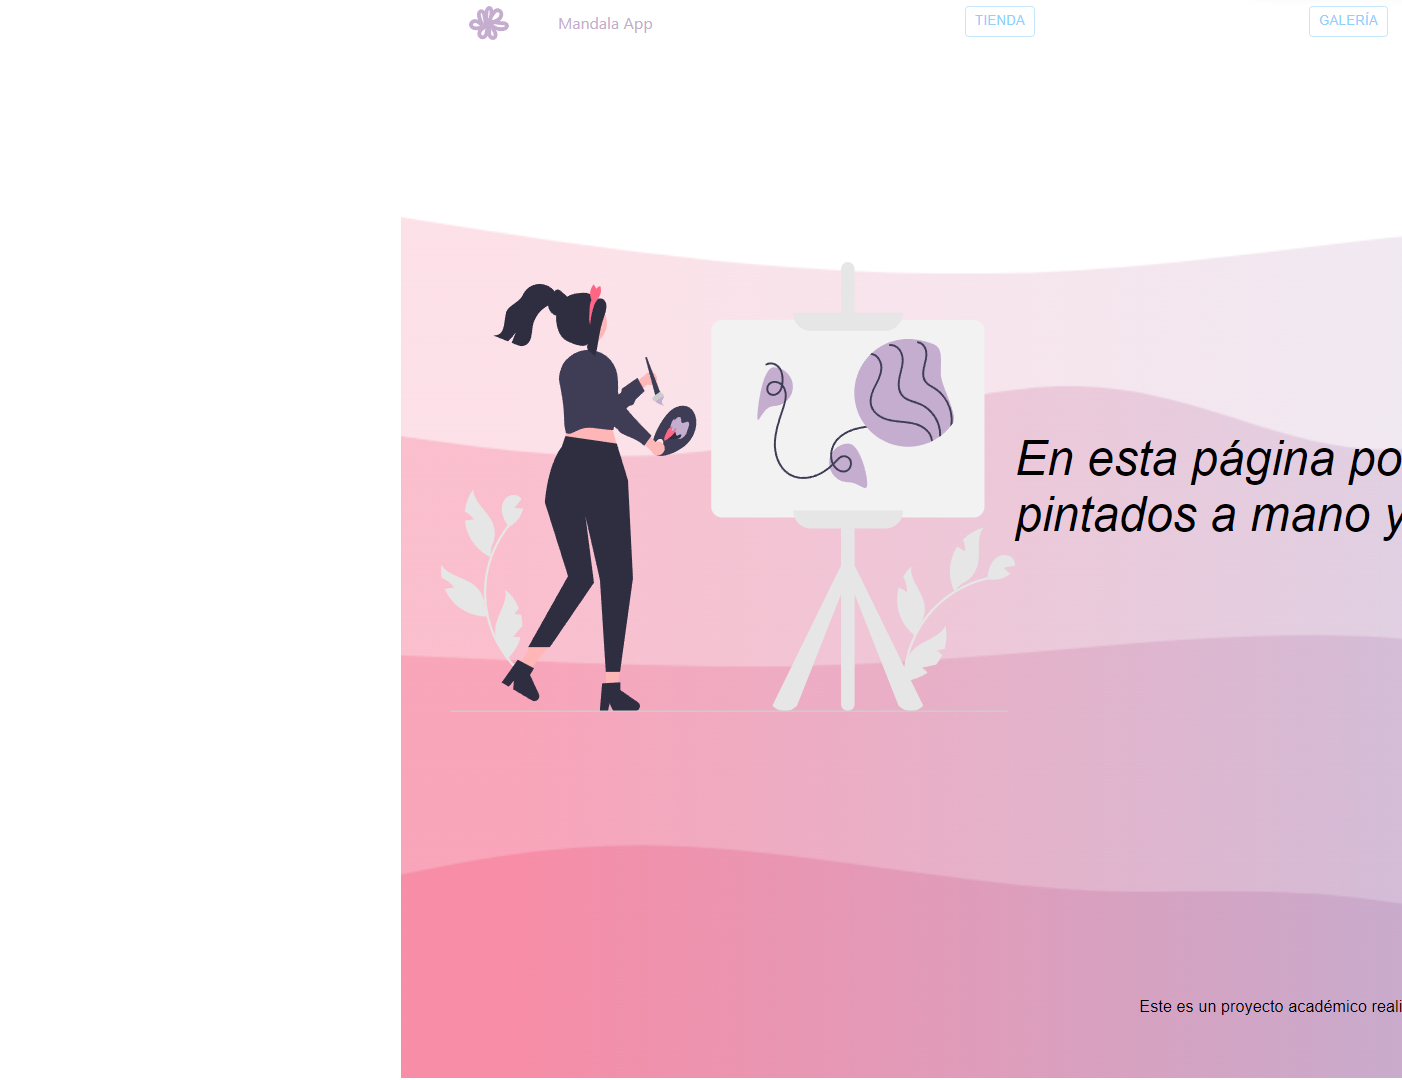 Mandala App
TIENDA
GALERÍA
En esta página po
pintados a mano y
Este es un proyecto académico reali